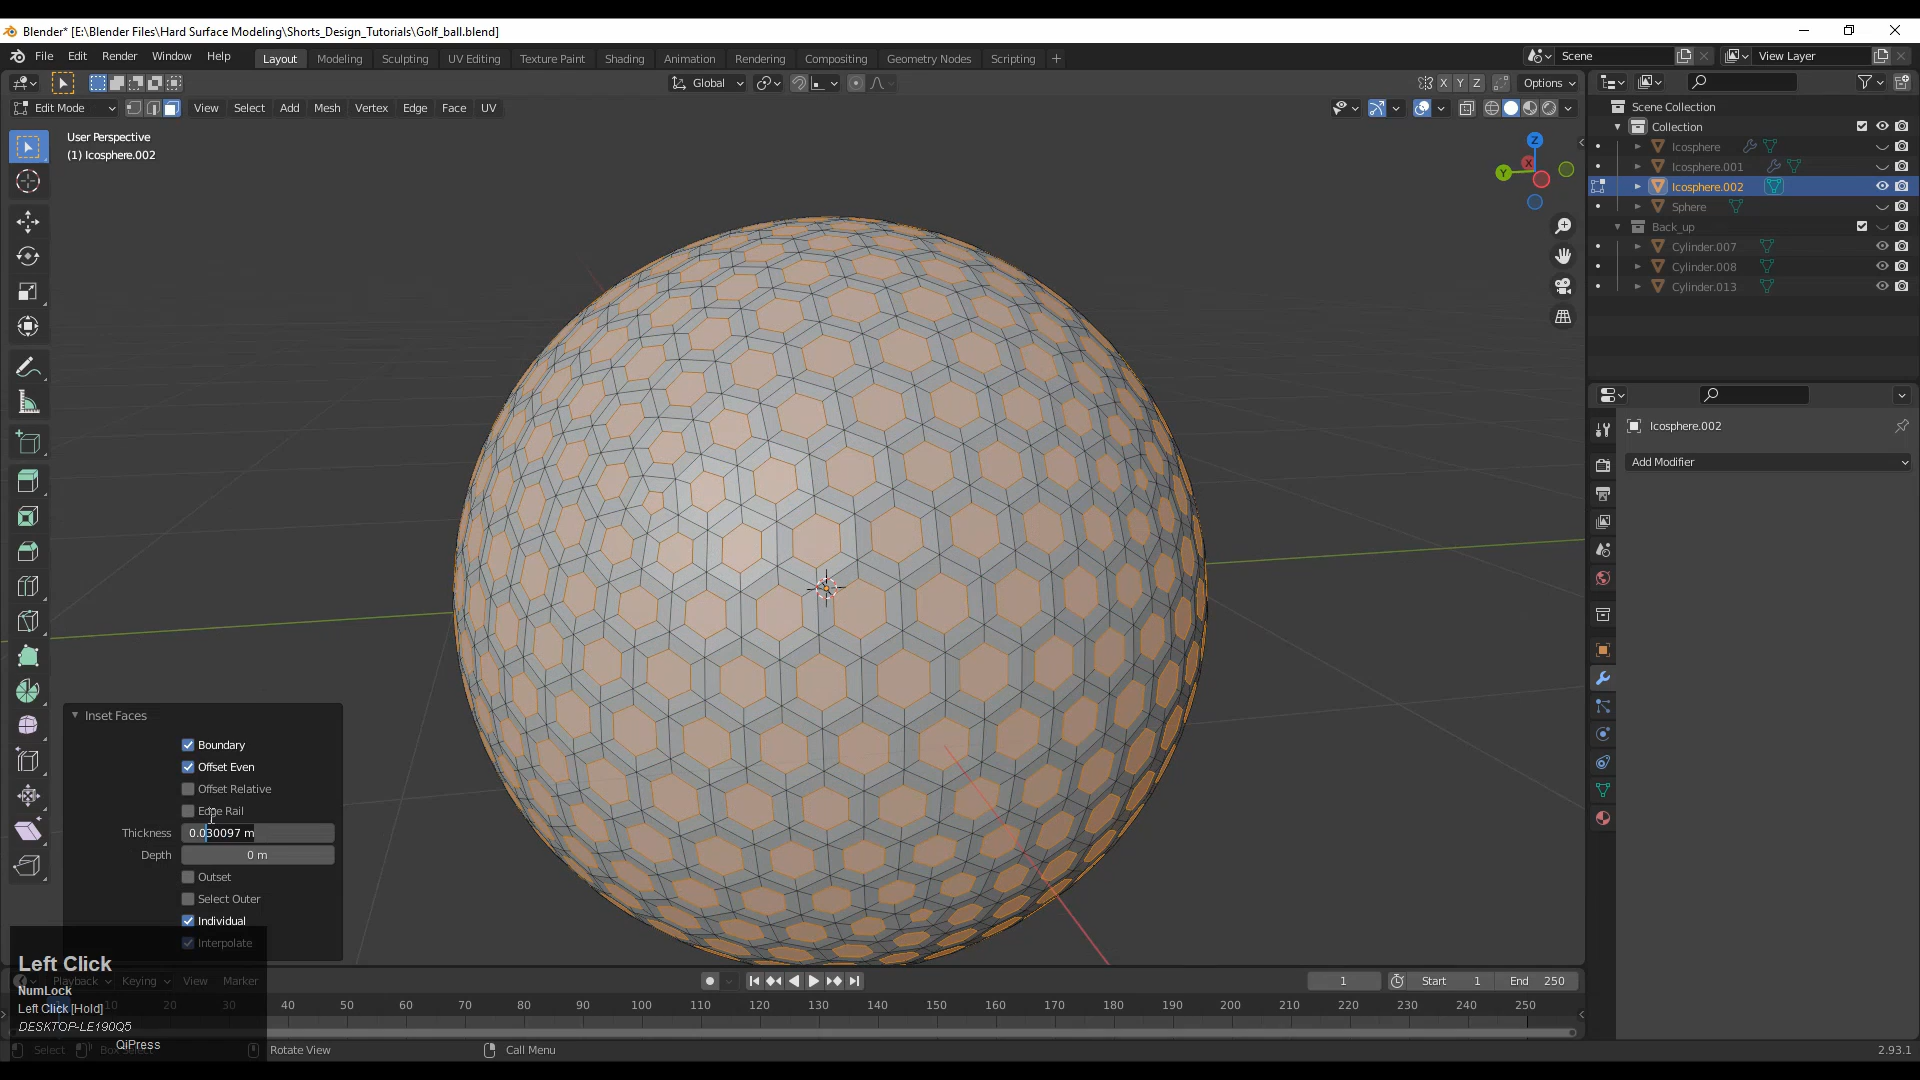 Blender* [E:\Blender Files\Hard Surface Modeling\Shorts_Design_Tutorials\Golf_ball.blend]
File Edit Render Window Help Layout Modeling Sculpting UV Editing Texture Paint Shading Animation Rendering Compositing Geometry Nodes Scripting + Scene View Layer
Global X Y Z Options
Edit Mode View Select Add Mesh Vertex Edge Face UV
User Perspective
(1) Icosphere.002
Z
X
Y
Scene Collection
Collection
Icosphere
Icosphere.001
Icosphere.002
Sphere
Back_up
Cylinder.007
Cylinder.008
Cylinder.013
Icosphere.002
Add Modifier
Inset Faces
Boundary
Offset Even
Offset Relative
Edge Rail
Thickness 0.030097 m
Depth 0 m
Outset
Select Outer
Individual
Interpolate
Left Click
NumLock
Left Click [Hold]
DESKTOP-LE190Q5
QiPress
Playback Keying View Marker 1 Start 1 End 250
10 20 30 40 50 60 70 80 90 100 110 120 130 140 150 160 170 180 190 200 210 220 230 240 250
Select Box Select Rotate View Call Menu 2.93.1